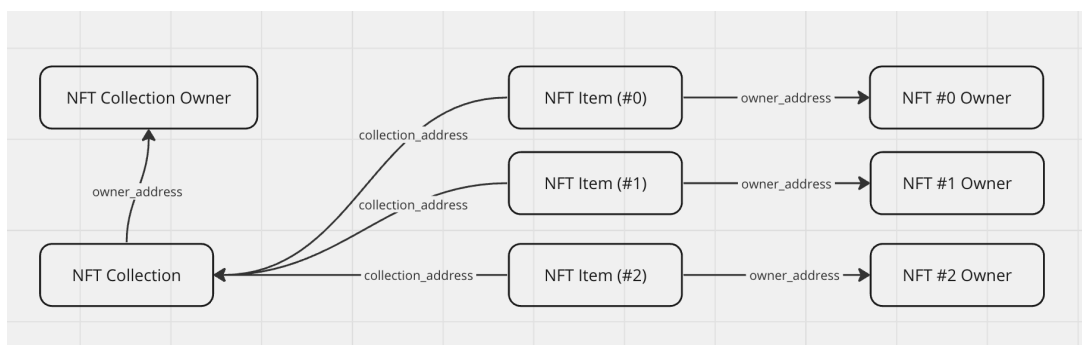 NFT Collection Owner
NFT Item (#0)
owner_address
NFT #0 Owner
collection_address
NFT Item (#1)
owner_address
NFT #1 Owner
owner_address
collection_address
NFT Collection
collection_address
NFT Item (#2)
owner_address
NFT #2 Owner